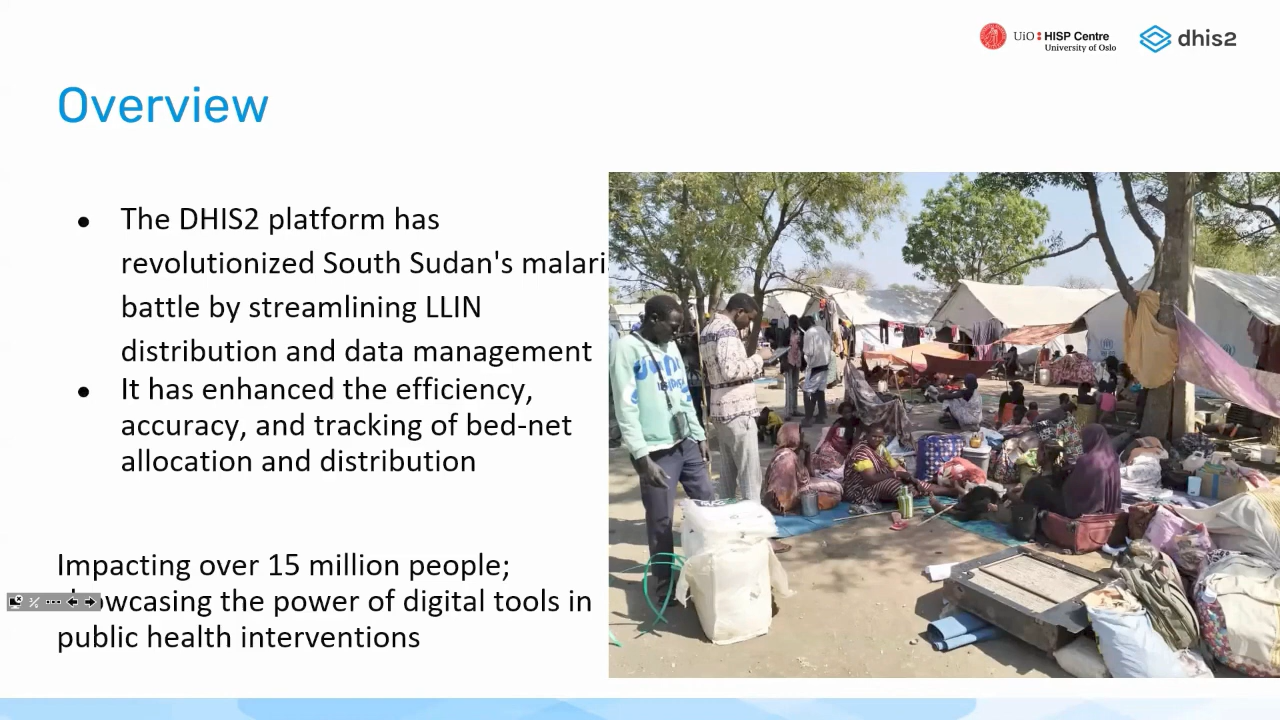 UiO HISP Centre
University of Oslo
dhis2
Overview
● The DHIS2 platform has
revolutionized South Sudan's malari
battle by streamlining LLIN
distribution and data management
● It has enhanced the efficiency,
accuracy, and tracking of bed-net
allocation and distribution
Impacting over 15 million people;
owcasing the power of digital tools in
public health interventions